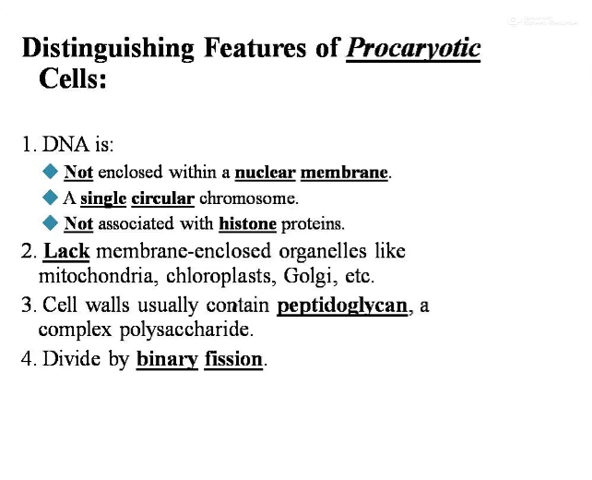 Distinguishing Features of Procaryotic
Cells:
1. DNA is:
◆ Not enclosed within a nuclear membrane.
◆ A single circular chromosome.
◆ Not associated with histone proteins.
2. Lack membrane-enclosed organelles like
mitochondria, chloroplasts, Golgi, etc.
3. Cell walls usually contain peptidoglycan, a
complex polysaccharide.
4. Divide by binary fission.